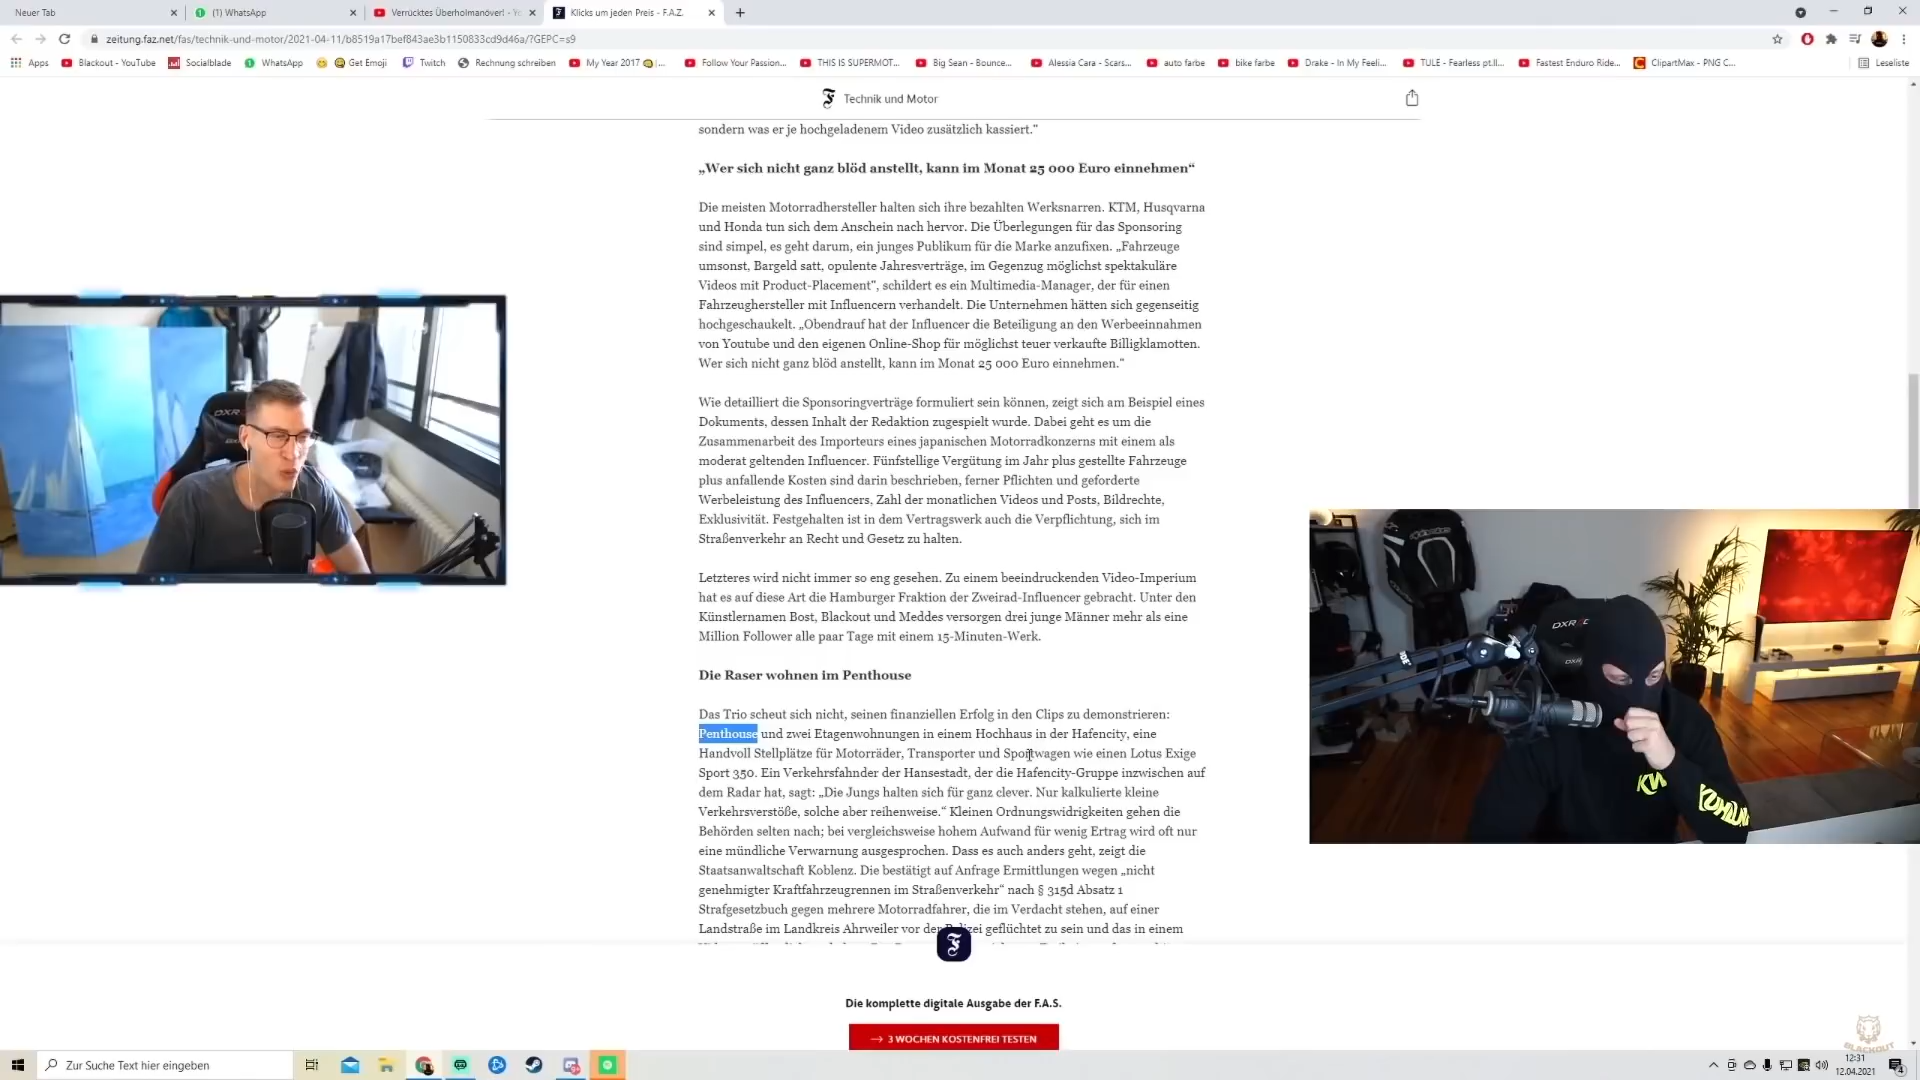 Neuer Tab
(1) WhatsApp
Verrücktes Überholmanöver! - Yo
Klicks um jeden Preis - F.A.Z.
zeitung.faz.net/fas/technik-und-motor/2021-04-11/b8519a17bef843ae3b1150833cd9d46a/?GEPC=s9
Apps
Blackout - YouTube
Socialblade
WhatsApp
Get Emoji
Twitch
Rechnung schreiben
My Year 2017
Follow Your Passion...
THIS IS SUPERMOT...
Big Sean - Bounce...
Alessia Cara - Scars...
auto farbe
bike farbe
Drake - In My Feeli...
TULE - Fearless pt.II...
Fastest Enduro Ride...
ClipartMax - PNG C...
Leseliste
Technik und Motor
sondern was er je hochgeladenem Video zusätzlich kassiert.“
„Wer sich nicht ganz blöd anstellt, kann im Monat 25 000 Euro einnehmen“
Die meisten Motorradhersteller halten sich ihre bezahlten Werksnarren. KTM, Husqvarna
und Honda tun sich dem Anschein nach hervor. Die Überlegungen für das Sponsoring
sind simpel, es geht darum, ein junges Publikum für die Marke anzufixen. „Fahrzeuge
umsonst, Bargeld satt, opulente Jahresverträge, im Gegenzug möglichst spektakuläre
Videos mit Product-Placement“, schildert es ein Multimedia-Manager, der für einen
Fahrzeughersteller mit Influencern verhandelt. Die Unternehmen hätten sich gegenseitig
hochgeschaukelt. „Obendrauf hat der Influencer die Beteiligung an den Werbeeinnahmen
von Youtube und den eigenen Online-Shop für möglichst teuer verkaufte Billigklamotten.
Wer sich nicht ganz blöd anstellt, kann im Monat 25 000 Euro einnehmen.“
Wie detailliert die Sponsoringverträge formuliert sein können, zeigt sich am Beispiel eines
Dokuments, dessen Inhalt der Redaktion zugespielt wurde. Dabei geht es um die
Zusammenarbeit des Importeurs eines japanischen Motorradkonzerns mit einem als
moderat geltenden Influencer. Fünfstellige Vergütung im Jahr plus gestellte Fahrzeuge
plus anfallende Kosten sind darin beschrieben, ferner Pflichten und geforderte
Werbeleistung des Influencers, Zahl der monatlichen Videos und Posts, Bildrechte,
Exklusivität. Festgehalten ist in dem Vertragswerk auch die Verpflichtung, sich im
Straßenverkehr an Recht und Gesetz zu halten.
Letzteres wird nicht immer so eng gesehen. Zu einem beeindruckenden Video-Imperium
hat es auf diese Art die Hamburger Fraktion der Zweirad-Influencer gebracht. Unter den
Künstlernamen Bost, Blackout und Meddes versorgen drei junge Männer mehr als eine
Million Follower alle paar Tage mit einem 15-Minuten-Werk.
Die Raser wohnen im Penthouse
Das Trio scheut sich nicht, seinen finanziellen Erfolg in den Clips zu demonstrieren:
Penthouse und zwei Etagenwohnungen in einem Hochhaus in der Hafencity, eine
Handvoll Stellplätze für Motorräder, Transporter und Sportwagen wie einen Lotus Exige
Sport 350. Ein Verkehrsfahnder der Hansestadt, der die Hafencity-Gruppe inzwischen auf
dem Radar hat, sagt: „Die Jungs halten sich für ganz clever. Nur kalkulierte kleine
Verkehrsverstöße, solche aber reihenweise.“ Kleinen Ordnungswidrigkeiten gehen die
Behörden selten nach; bei vergleichsweise hohem Aufwand für wenig Ertrag wird oft nur
eine mündliche Verwarnung ausgesprochen. Dass es auch anders geht, zeigt die
Staatsanwaltschaft Koblenz. Die bestätigt auf Anfrage Ermittlungen wegen „nicht
genehmigter Kraftfahrzeugrennen im Straßenverkehr“ nach § 315d Absatz 1
Strafgesetzbuch gegen mehrere Motorradfahrer, die im Verdacht stehen, auf einer
Landstraße im Landkreis Ahrweiler vor der Polizei geflüchtet zu sein und das in einem
Die komplette digitale Ausgabe der F.A.S.
→ 3 WOCHEN KOSTENFREI TESTEN
DXR
DXR
BLACKOUT
Zur Suche Text hier eingeben
12:31
12.04.2021
4